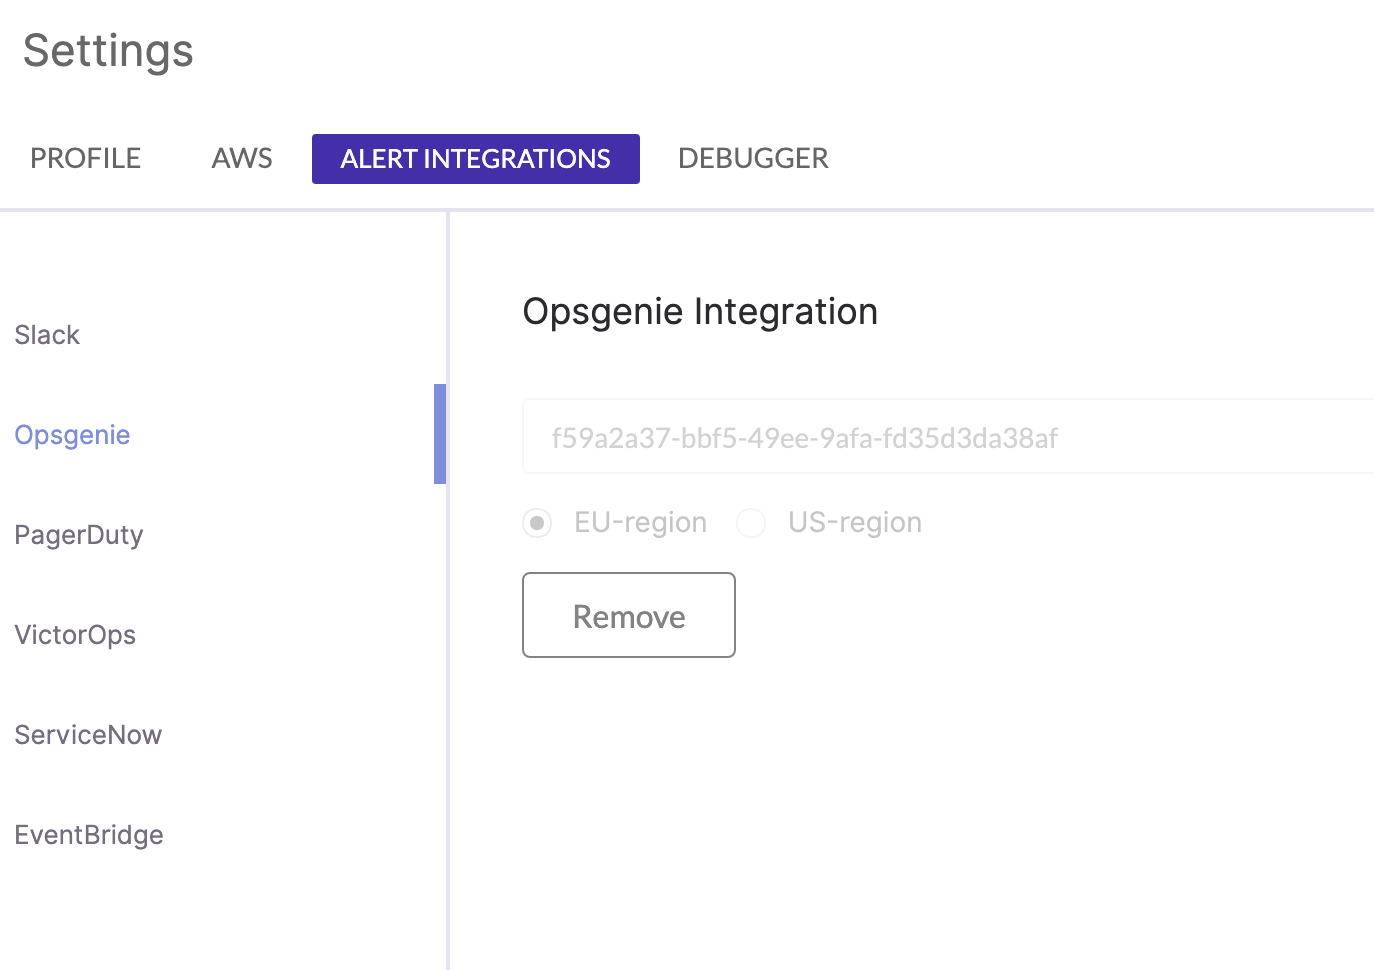 Settings
PROFILE AWS ALERT INTEGRATIONS DEBUGGER
Slack
Opsgenie
PagerDuty
VictorOps
ServiceNow
EventBridge
Opsgenie Integration
f59a2a37-bbf5-49ee-9afa-fd35d3da38af
EU-region US-region
Remove